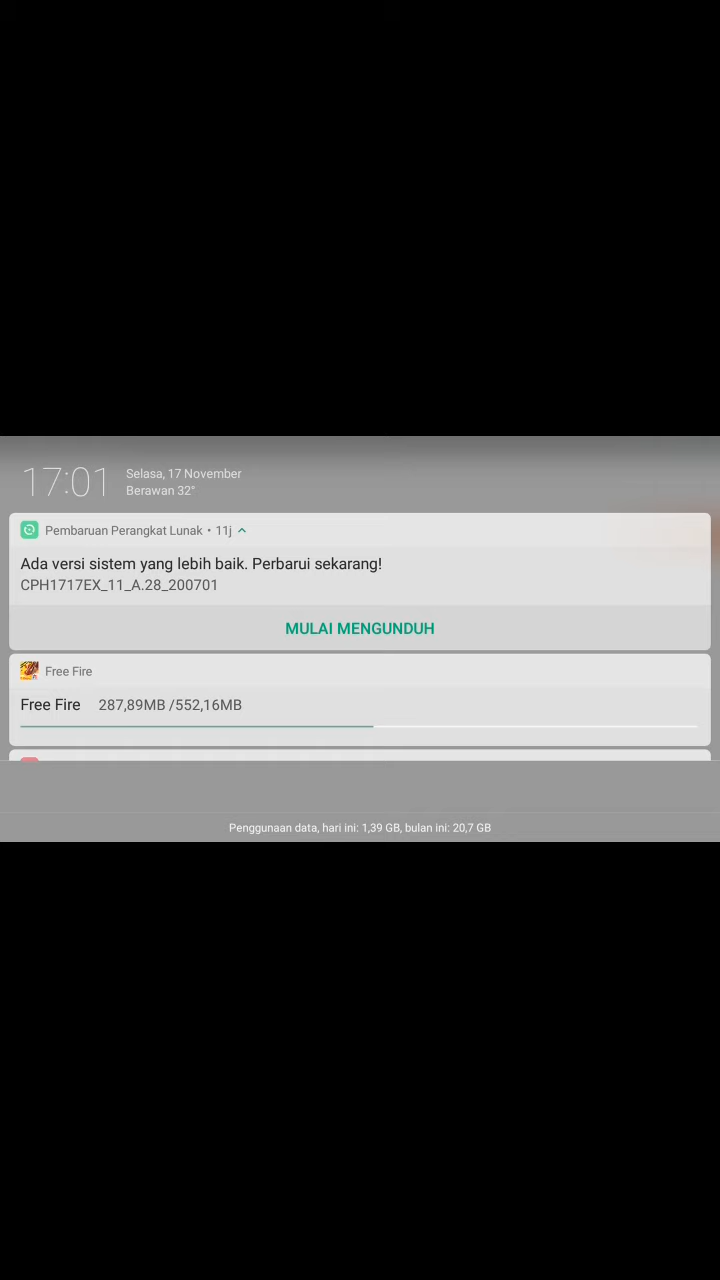 17:01
Selasa, 17 November
Berawan 32°
Pembaruan Perangkat Lunak • 11j
Ada versi sistem yang lebih baik. Perbarui sekarang!
CPH1717EX_11_A.28_200701
MULAI MENGUNDUH
Free Fire
Free Fire 287,89MB /552,16MB
Penggunaan data, hari ini: 1,39 GB, bulan ini: 20,7 GB